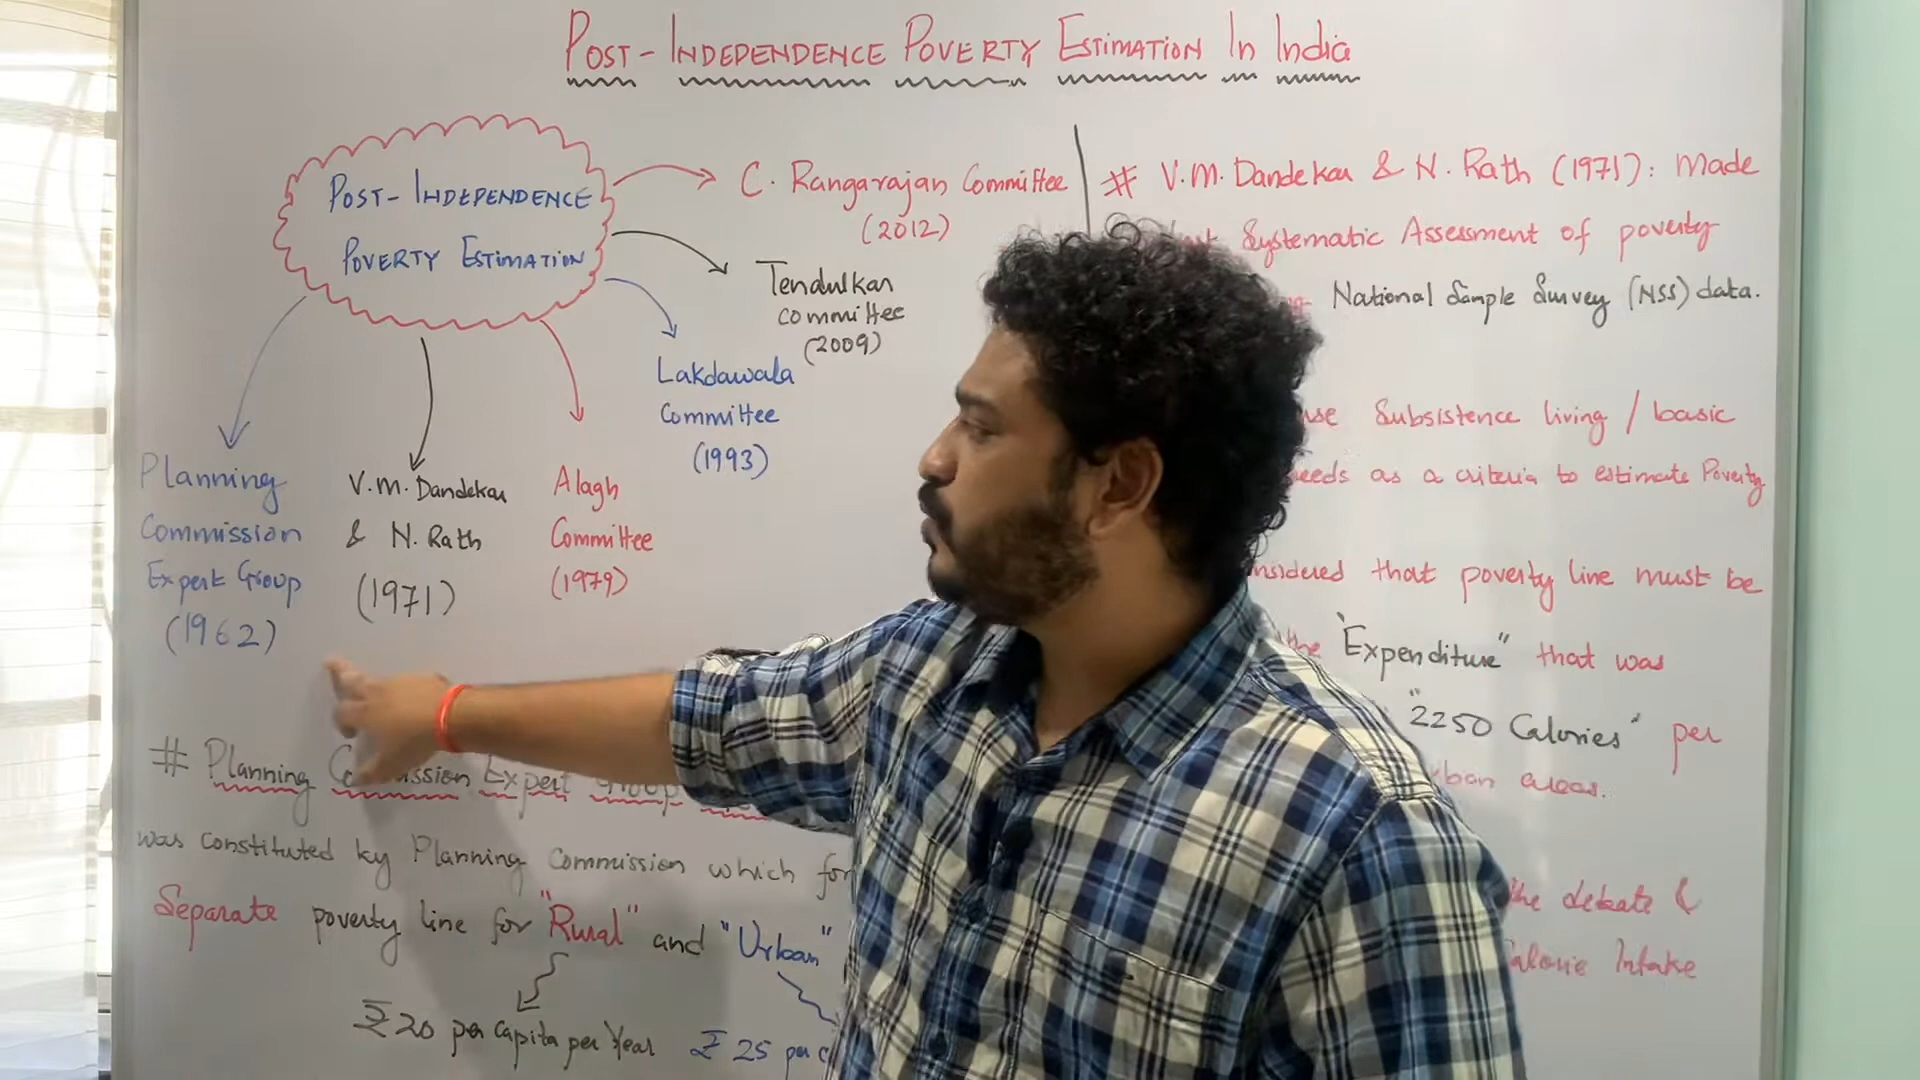 POST-INDEPENDENCE POVERTY ESTIMATION IN India
POST-INDEPENDENCE
POVERTY ESTIMATION
C. Rangarajan Committee
(2012)
Tendulkar
committee
(2009)
Lakdawala
Committee
(1993)
Alagh
Committee
(1979)
V.M. Dandekar
& N. Rath
(1971)
Planning
Commission
Expert Group
(1962)
# Planning Expert
was constituted by Planning Commission which
Separate poverty line for "Rural" and "Urban"
₹ 20 per capita per Year
₹ 25 per
# V.M. Dandekar & N. Rath (1971): Made
Systematic Assessment of poverty
National Sample Survey (NSS) data.
Subsistence living / basic
needs as a criteria to estimate Poverty
that poverty line must be
the "Expenditure" that was
"2250 Calories" per
areas.
the debate &
Calorie Intake